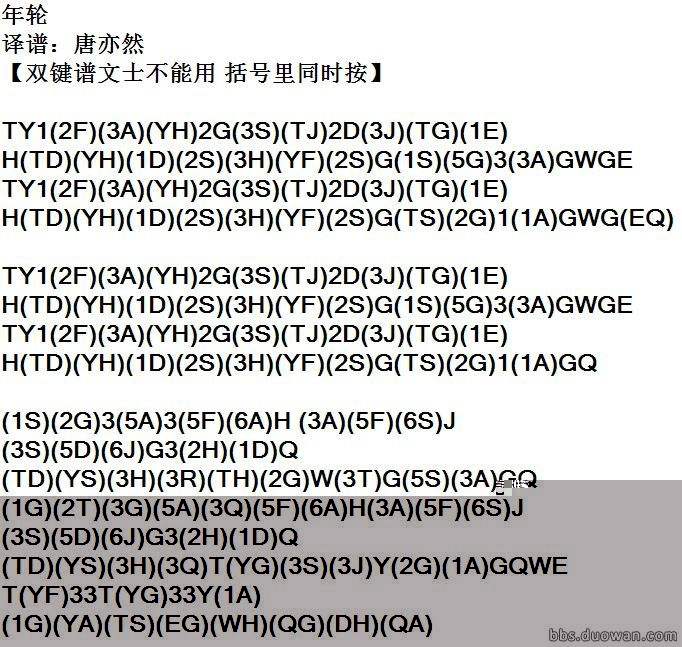 年轮
译谱：唐亦然
【双键谱文士不能用 括号里同时按】
TY1(2F)(3A)(YH)2G(3S)(TJ)2D(3J)(TG)(1E)
H(TD)(YH)(1D)(2S)(3H)(YF)(2S)G(1S)(5G)3(3A)GWGE
TY1(2F)(3A)(YH)2G(3S)(TJ)2D(3J)(TG)(1E)
H(TD)(YH)(1D)(2S)(3H)(YF)(2S)G(TS)(2G)1(1A)GWG(EQ)
TY1(2F)(3A)(YH)2G(3S)(TJ)2D(3J)(TG)(1E)
H(TD)(YH)(1D)(2S)(3H)(YF)(2S)G(1S)(5G)3(3A)GWGE
TY1(2F)(3A)(YH)2G(3S)(TJ)2D(3J)(TG)(1E)
H(TD)(YH)(1D)(2S)(3H)(YF)(2S)G(TS)(2G)1(1A)GQ
(1S)(2G)3(5A)3(5F)(6A)H (3A)(5F)(6S)J
(3S)(5D)(6J)G3(2H)(1D)Q
(TD)(YS)(3H)(3R)(TH)(2G)W(3T)G(5S)(3A)GQ
(1G)(2T)(3G)(5A)(3Q)(5F)(6A)H(3A)(5F)(6S)J
(3S)(5D)(6J)G3(2H)(1D)Q
(TD)(YS)(3H)(3Q)T(YG)(3S)(3J)Y(2G)(1A)GQWE
T(YF)33T(YG)33Y(1A)
(1G)(YA)(TS)(EG)(WH)(QG)(DH)(QA)
bbs.duowan.com